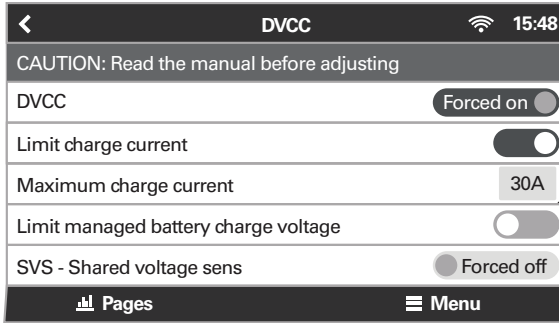 DVCC 15:48
CAUTION: Read the manual before adjusting
DVCC Forced on
Limit charge current
Maximum charge current 30A
Limit managed battery charge voltage
SVS - Shared voltage sens Forced off
Pages Menu